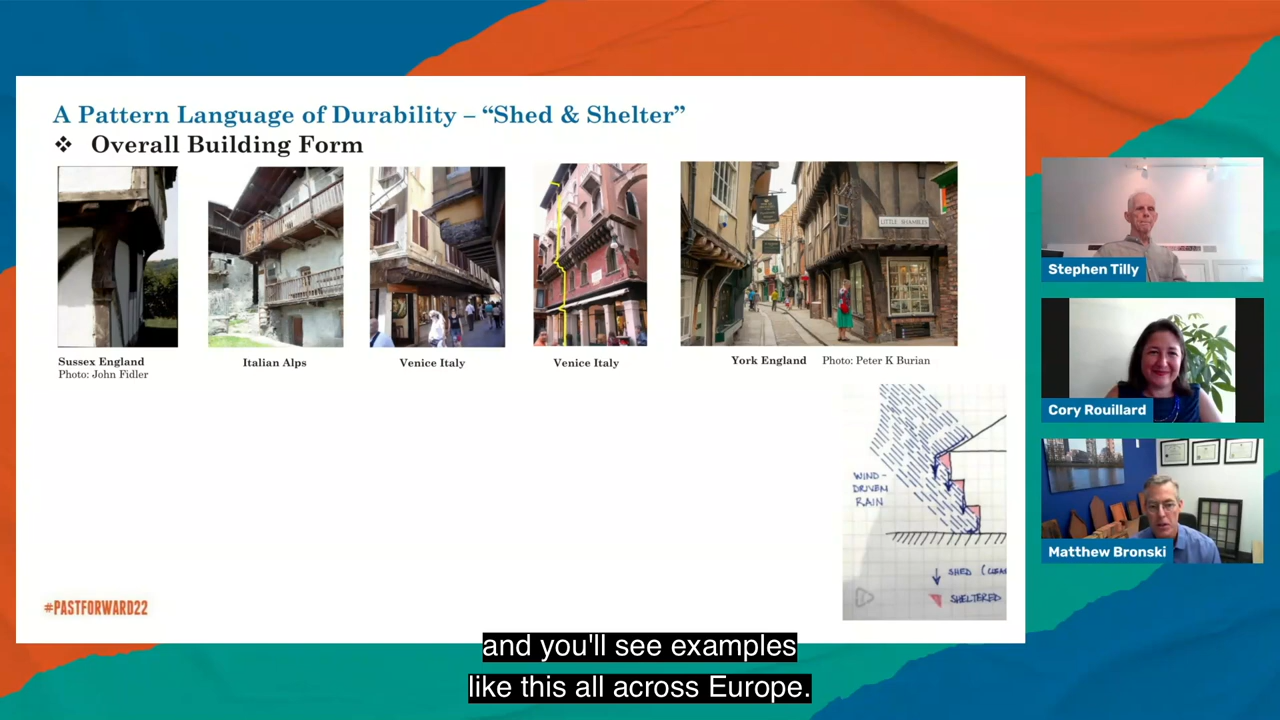 A Pattern Language of Durability – “Shed & Shelter”
❖ Overall Building Form
LITTLE SHAMBLES
Sussex England
Photo: John Fidler
Italian Alps
Venice Italy
Venice Italy
York England Photo: Peter K Burian
WIND-
DRIVEN
RAIN
SHED
SHELTERED
#PASTFORWARD22
Stephen Tilly
Cory Rouillard
Matthew Bronski
and you'll see examples
like this all across Europe.